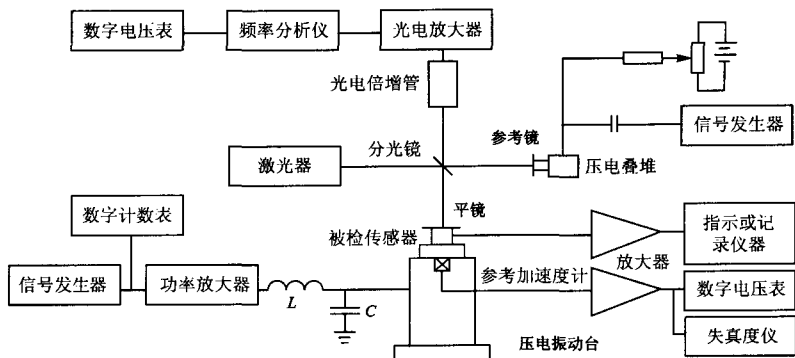 数字电压表
频率分析仪
光电放大器
光电倍增管
参考镜
信号发生器
激光器
分光镜
压电叠堆
数字计数表
平镜
被检传感器
指示或记
录仪器
放大器
信号发生器
功率放大器
L
C
参考加速度计
数字电压表
压电振动台
失真度仪